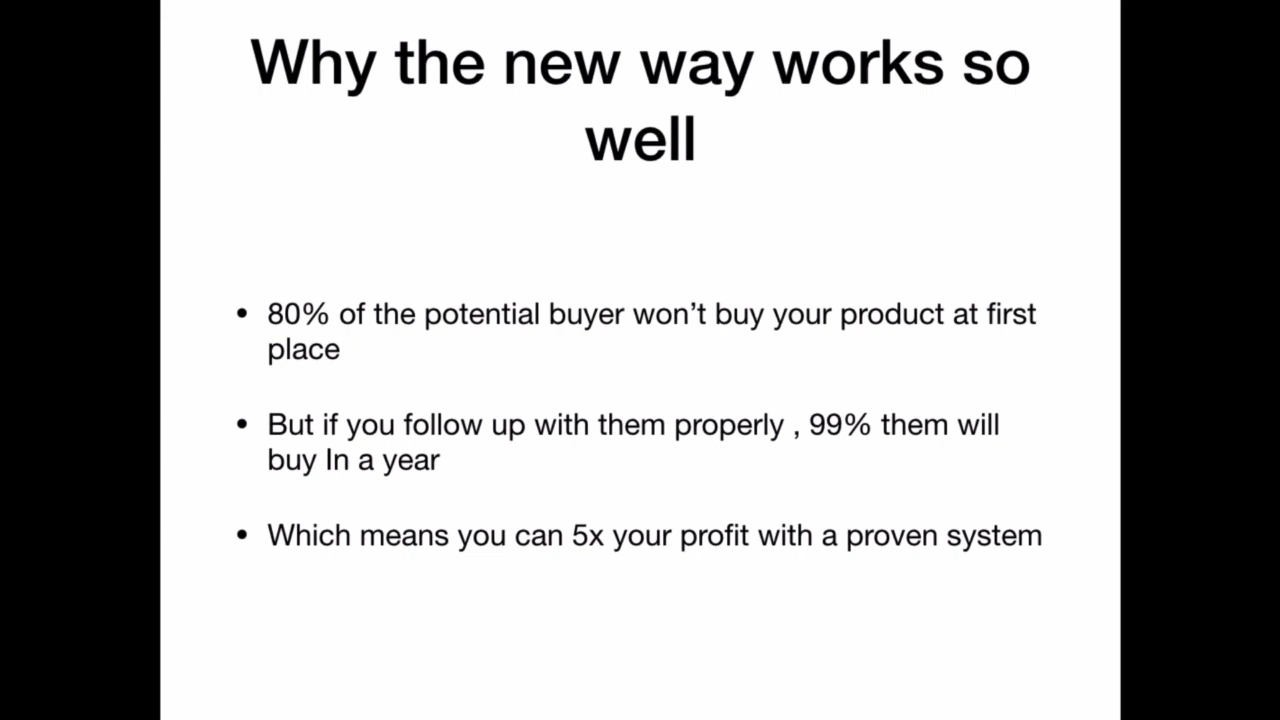 Why the new way works so
well
• 80% of the potential buyer won’t buy your product at first
place
• But if you follow up with them properly , 99% them will
buy In a year
• Which means you can 5x your profit with a proven system